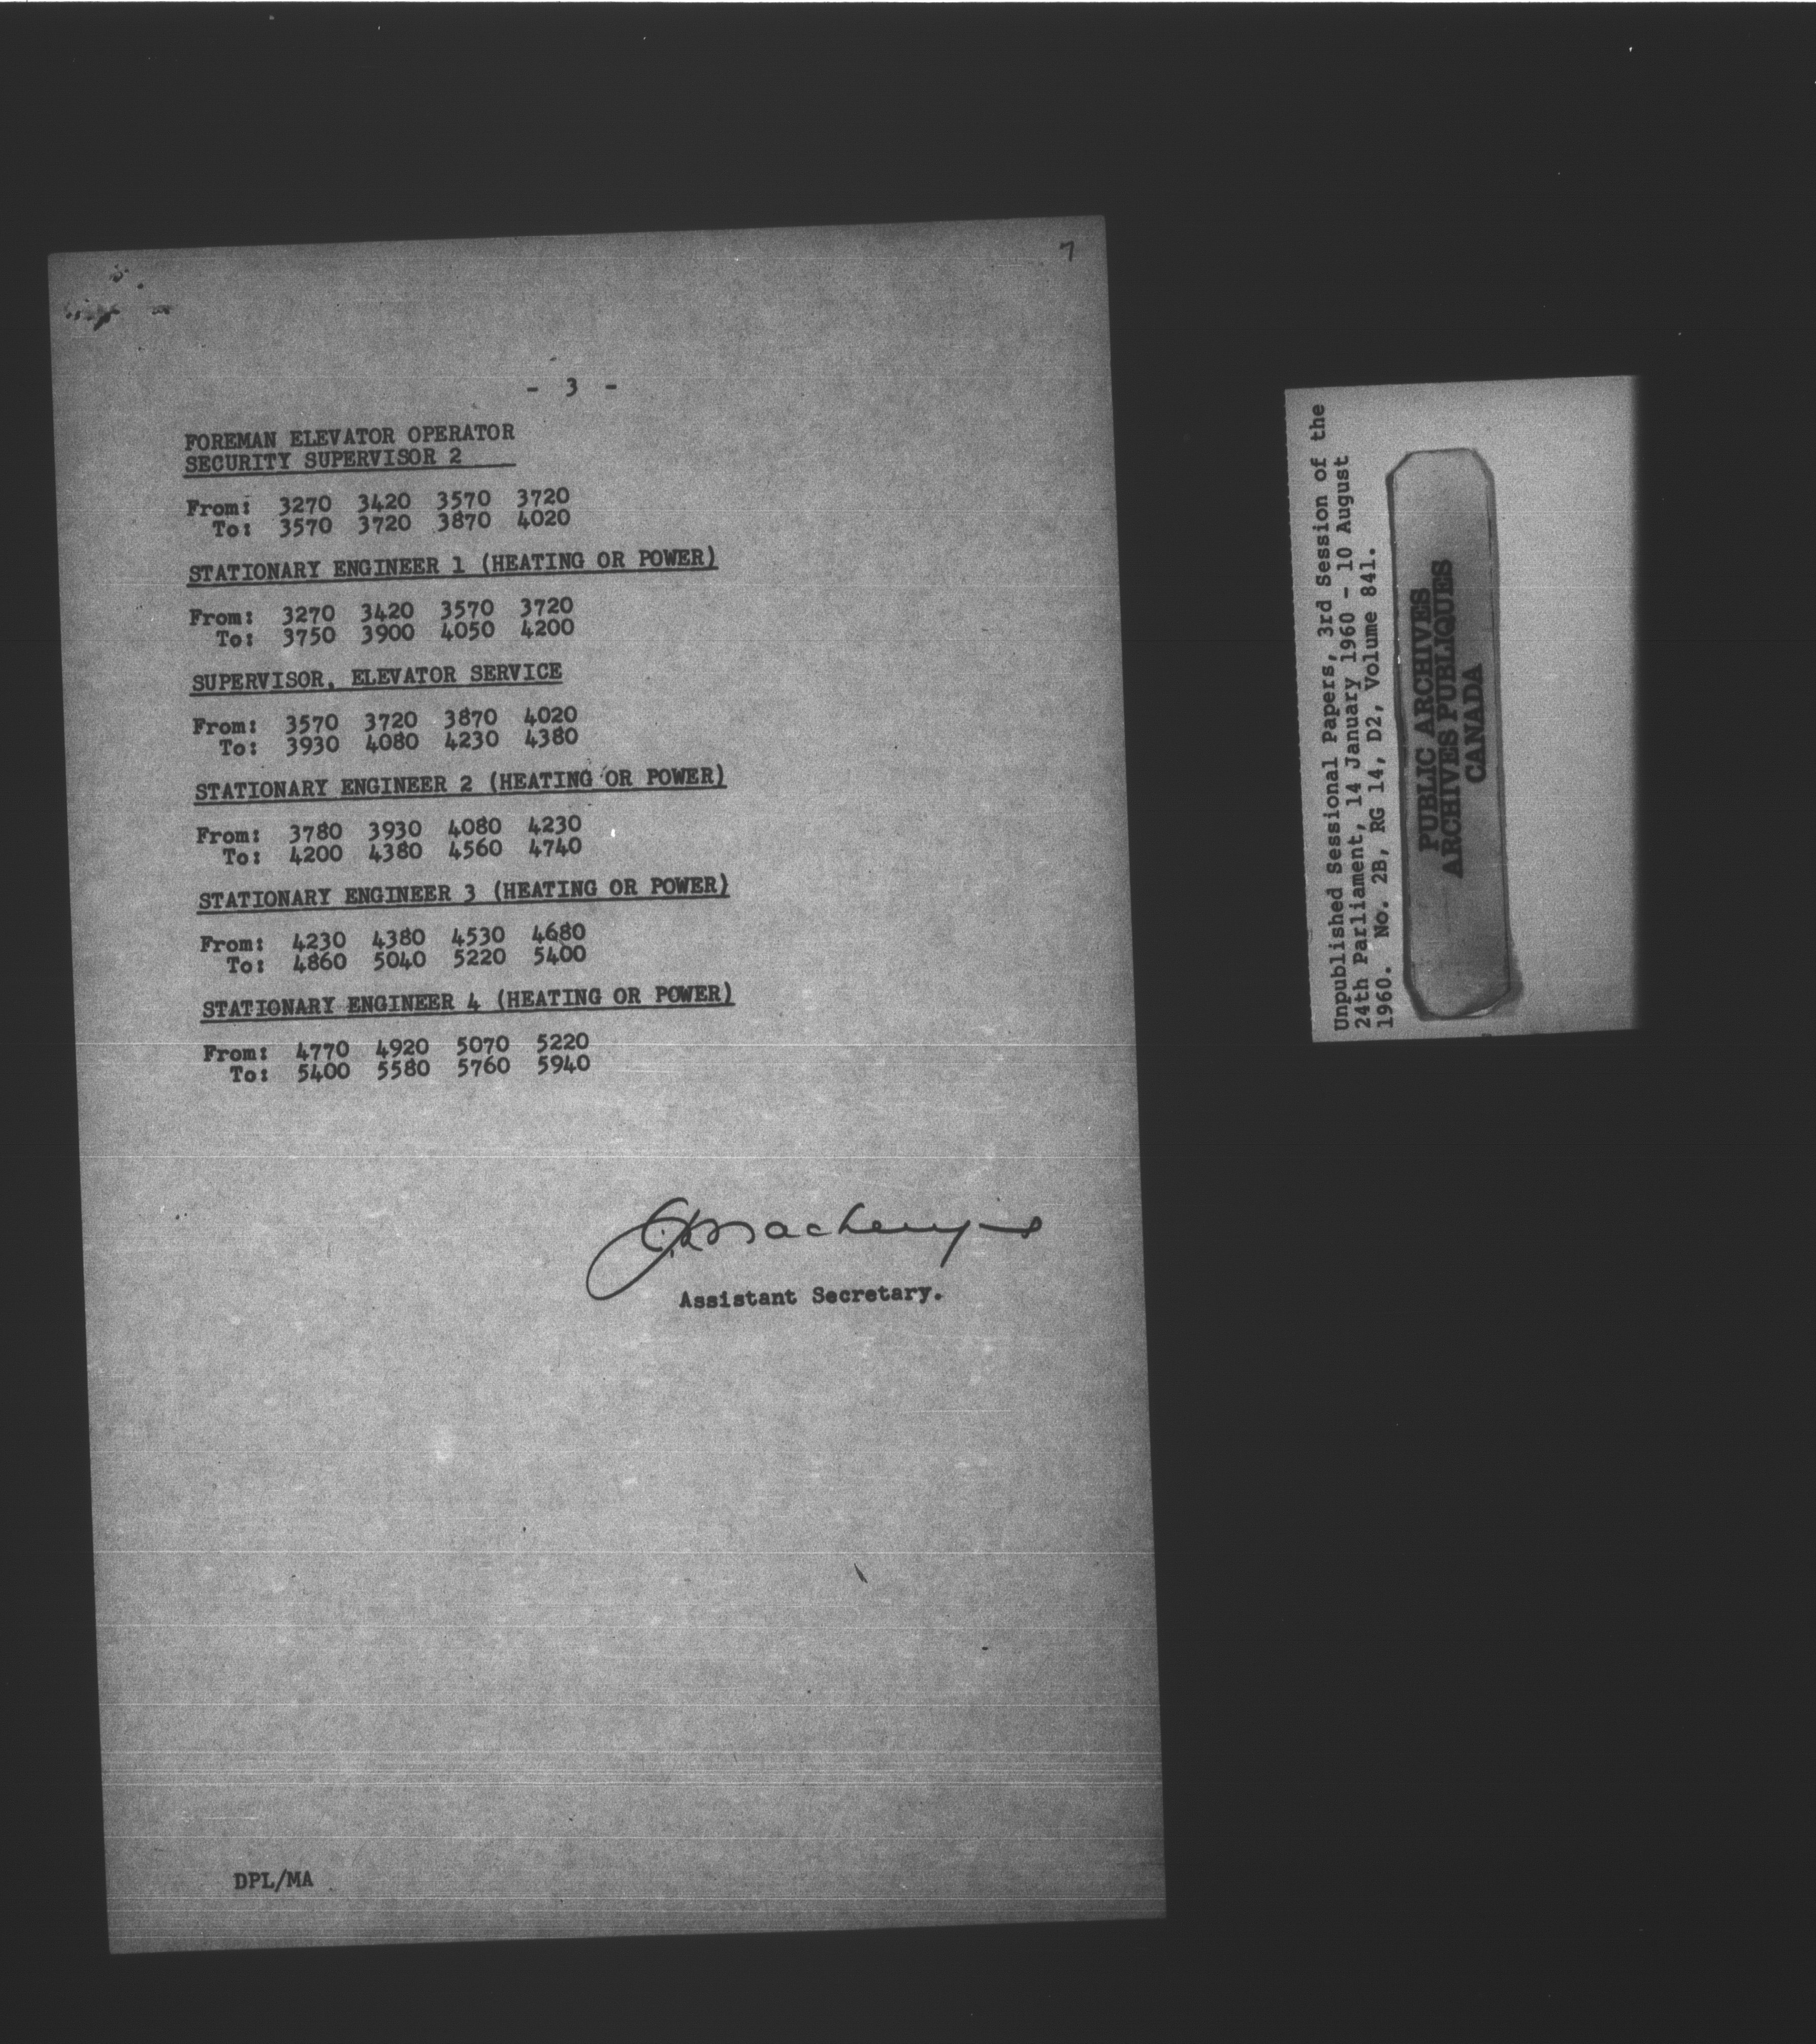 7
- 3 -
FOREMAN ELEVATOR OPERATOR
SECURITY SUPERVISOR 2
From: 3270 3420 3570 3720
To: 3570 3720 3870 4020
STATIONARY ENGINEER 1 (HEATING OR POWER)
From: 3270 3420 3570 3720
To: 3750 3900 4050 4200
SUPERVISOR, ELEVATOR SERVICE
From: 3570 3720 3870 4020
To: 3930 4080 4230 4380
STATIONARY ENGINEER 2 (HEATING OR POWER)
From: 3780 3930 4080 4230
To: 4200 4380 4560 4740
STATIONARY ENGINEER 3 (HEATING OR POWER)
From: 4230 4380 4530 4680
To: 4860 5040 5220 5400
STATIONARY ENGINEER 4 (HEATING OR POWER)
From: 4770 4920 5070 5220
To: 5400 5580 5760 5940
Assistant Secretary.
DPL/MA
Unpublished Sessional Papers, 3rd Session of the
24th Parliament, 14 January 1960 - 10 August
1960. No. 2B, RG 14, D2, Volume 841.
PUBLIC ARCHIVES
ARCHIVES PUBLIQUES
CANADA